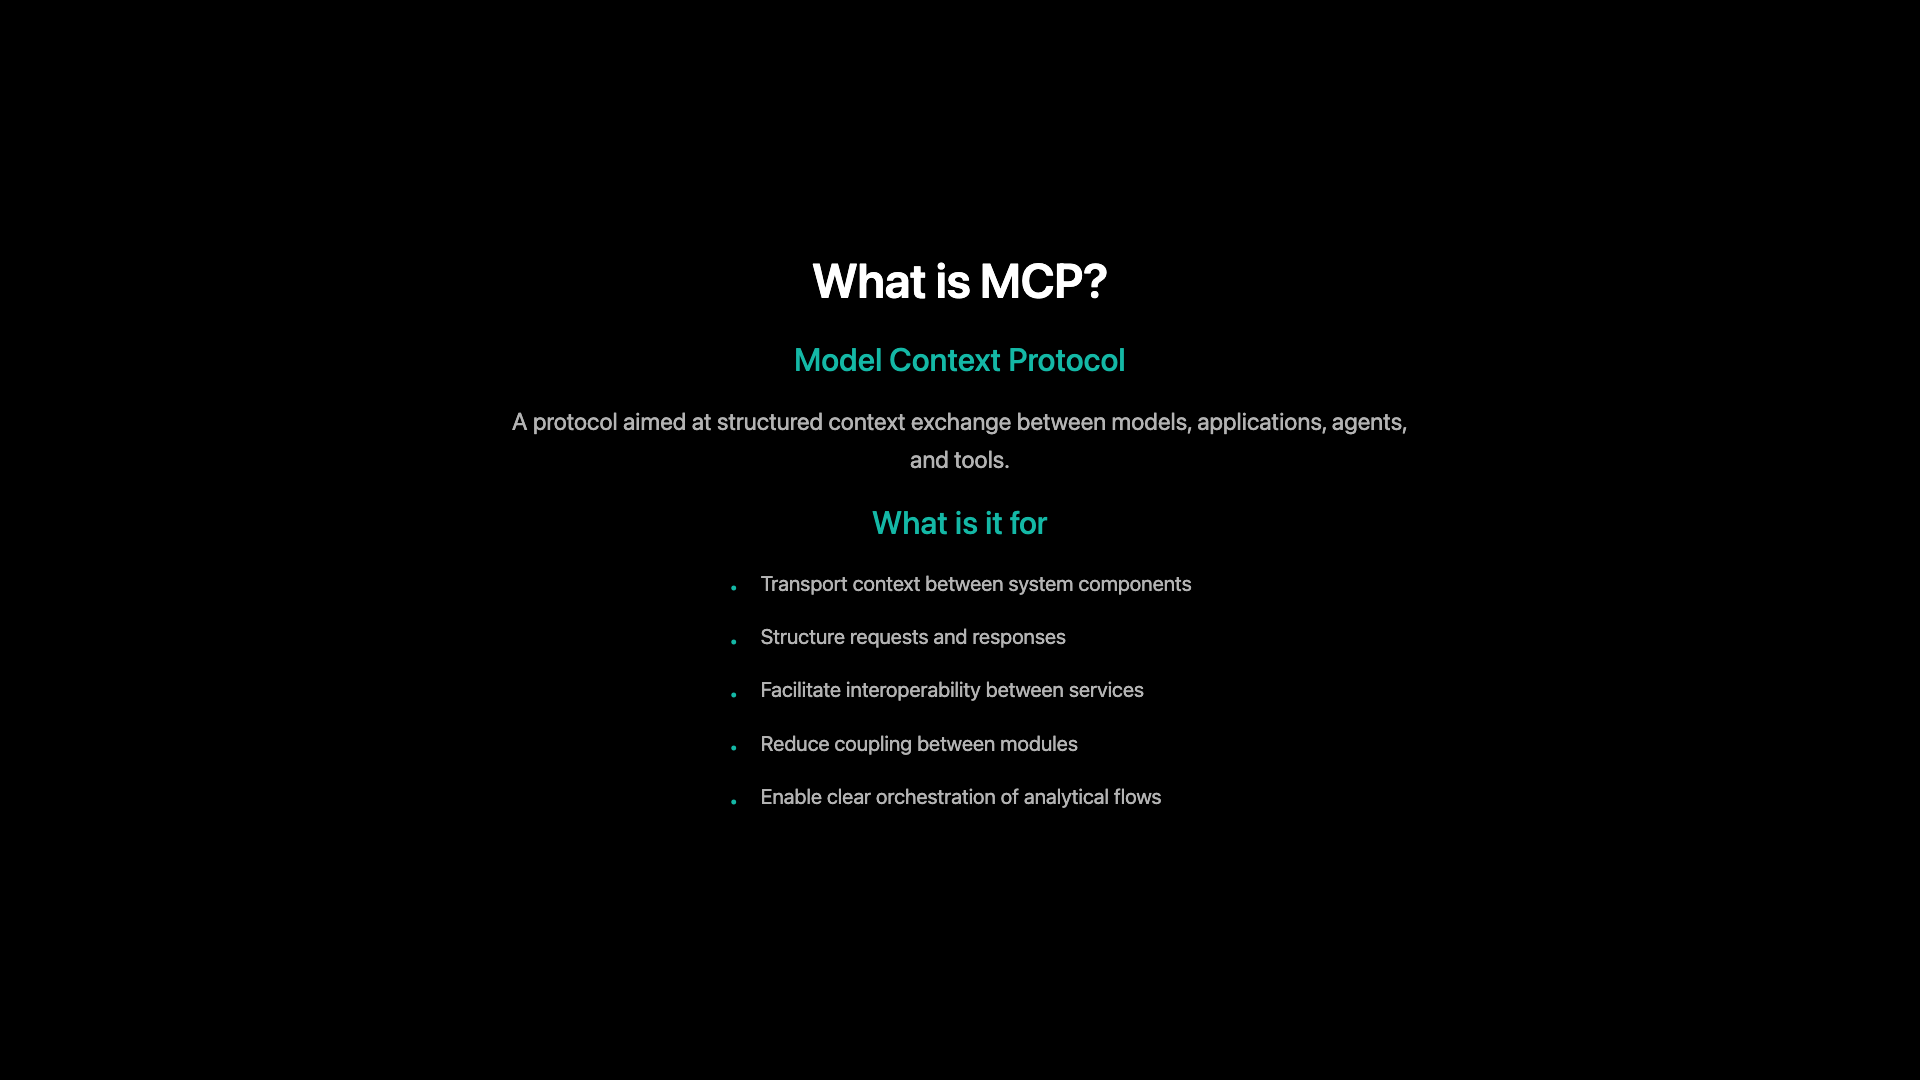 What is MCP?
Model Context Protocol
A protocol aimed at structured context exchange between models, applications, agents,
and tools.
What is it for
• Transport context between system components
• Structure requests and responses
• Facilitate interoperability between services
• Reduce coupling between modules
• Enable clear orchestration of analytical flows